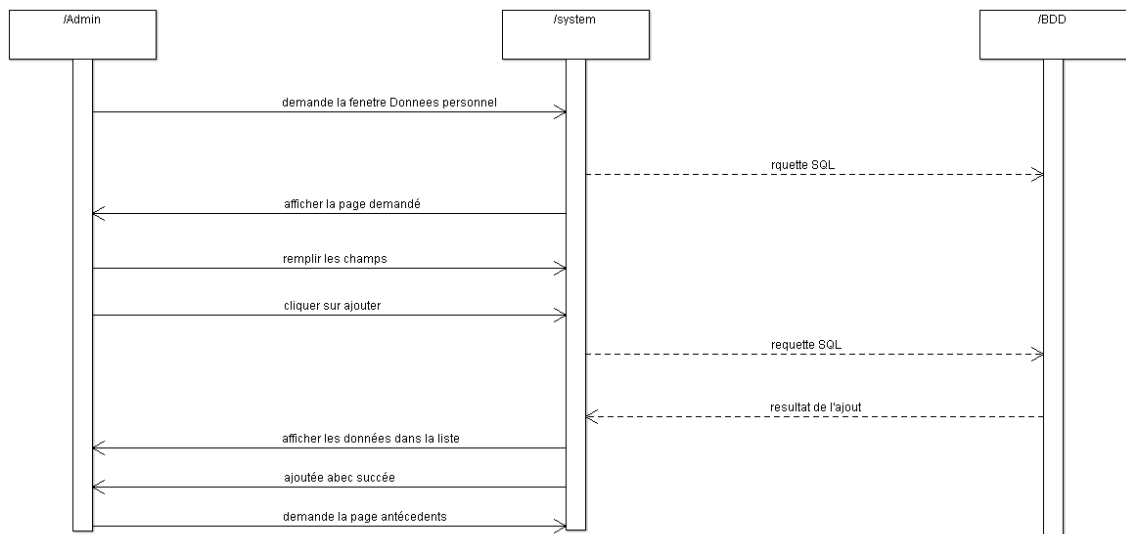 /Admin
/system
/BDD
demande la fenetre Donnees personnel
rquette SQL
afficher la page demandé
remplir les champs
cliquer sur ajouter
requette SQL
resultat de l'ajout
afficher les données dans la liste
ajoutée abec succée
demande la page antécedents